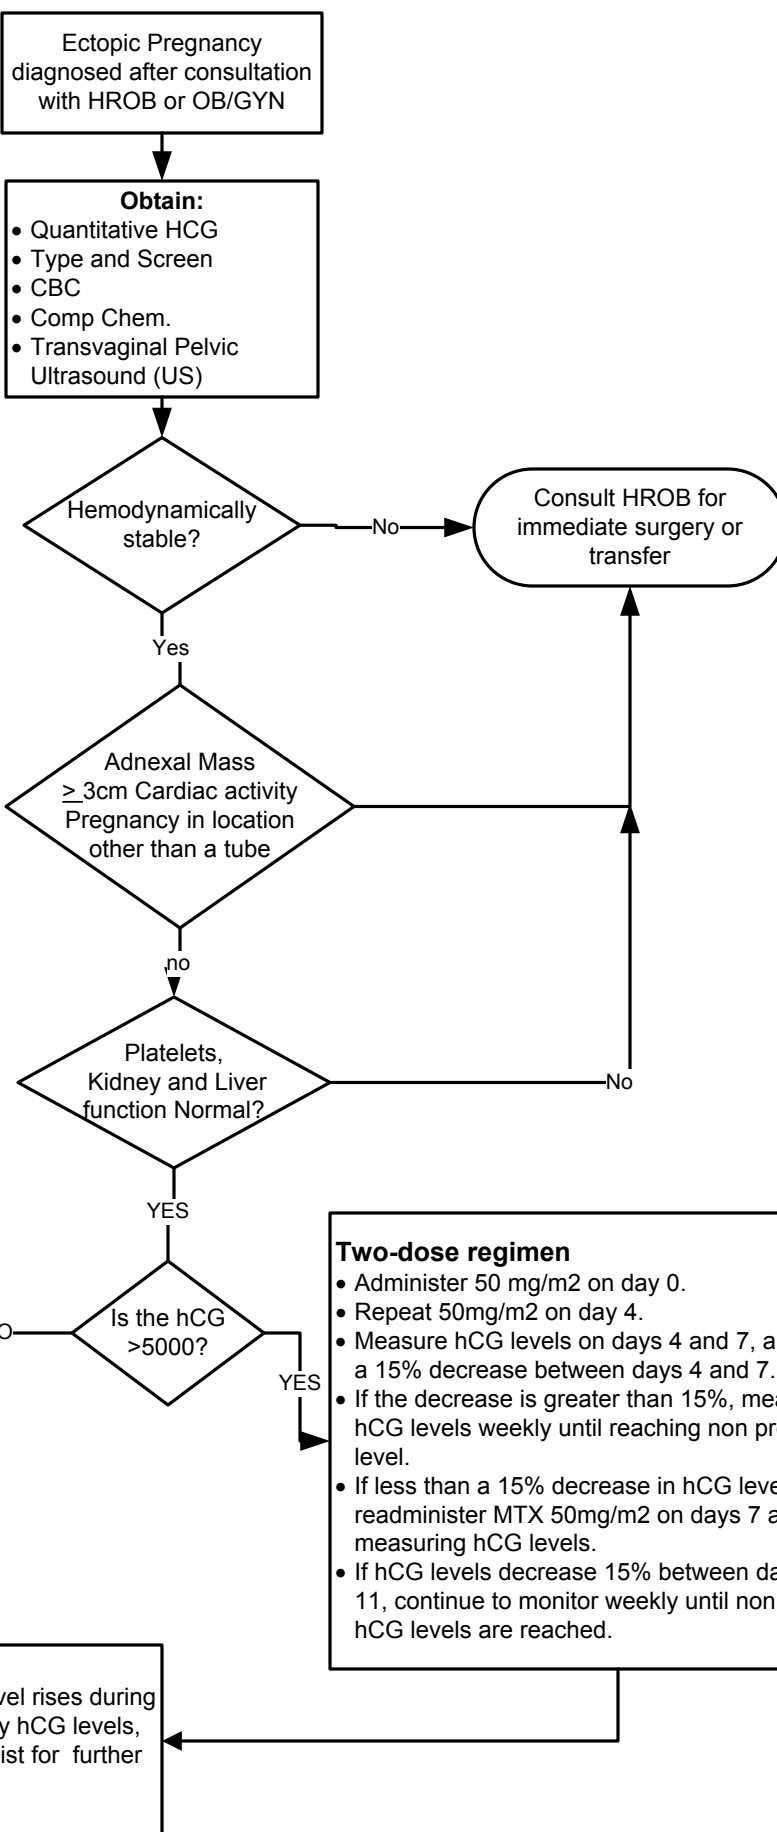 Ectopic Pregnancy
diagnosed after consultation
with HROB or OB/GYN
Obtain:
• Quantitative HCG
• Type and Screen
• CBC
• Comp Chem.
• Transvaginal Pelvic
Ultrasound (US)
Hemodynamically
stable?
No
Consult HROB for
immediate surgery or
transfer
Yes
Adnexal Mass
> 3cm Cardiac activity
Pregnancy in location
other than a tube
no
Platelets,
Kidney and Liver
function Normal?
No
YES
Is the hCG
>5000?
O
YES
Two-dose regimen
• Administer 50 mg/m2 on day 0.
• Repeat 50mg/m2 on day 4.
• Measure hCG levels on days 4 and 7, a
a 15% decrease between days 4 and 7.
• If the decrease is greater than 15%, mea
hCG levels weekly until reaching non pr
level.
• If less than a 15% decrease in hCG leve
readminister MTX 50mg/m2 on days 7 a
measuring hCG levels.
• If hCG levels decrease 15% between da
11, continue to monitor weekly until non
hCG levels are reached.
vel rises during
y hCG levels,
ist for further